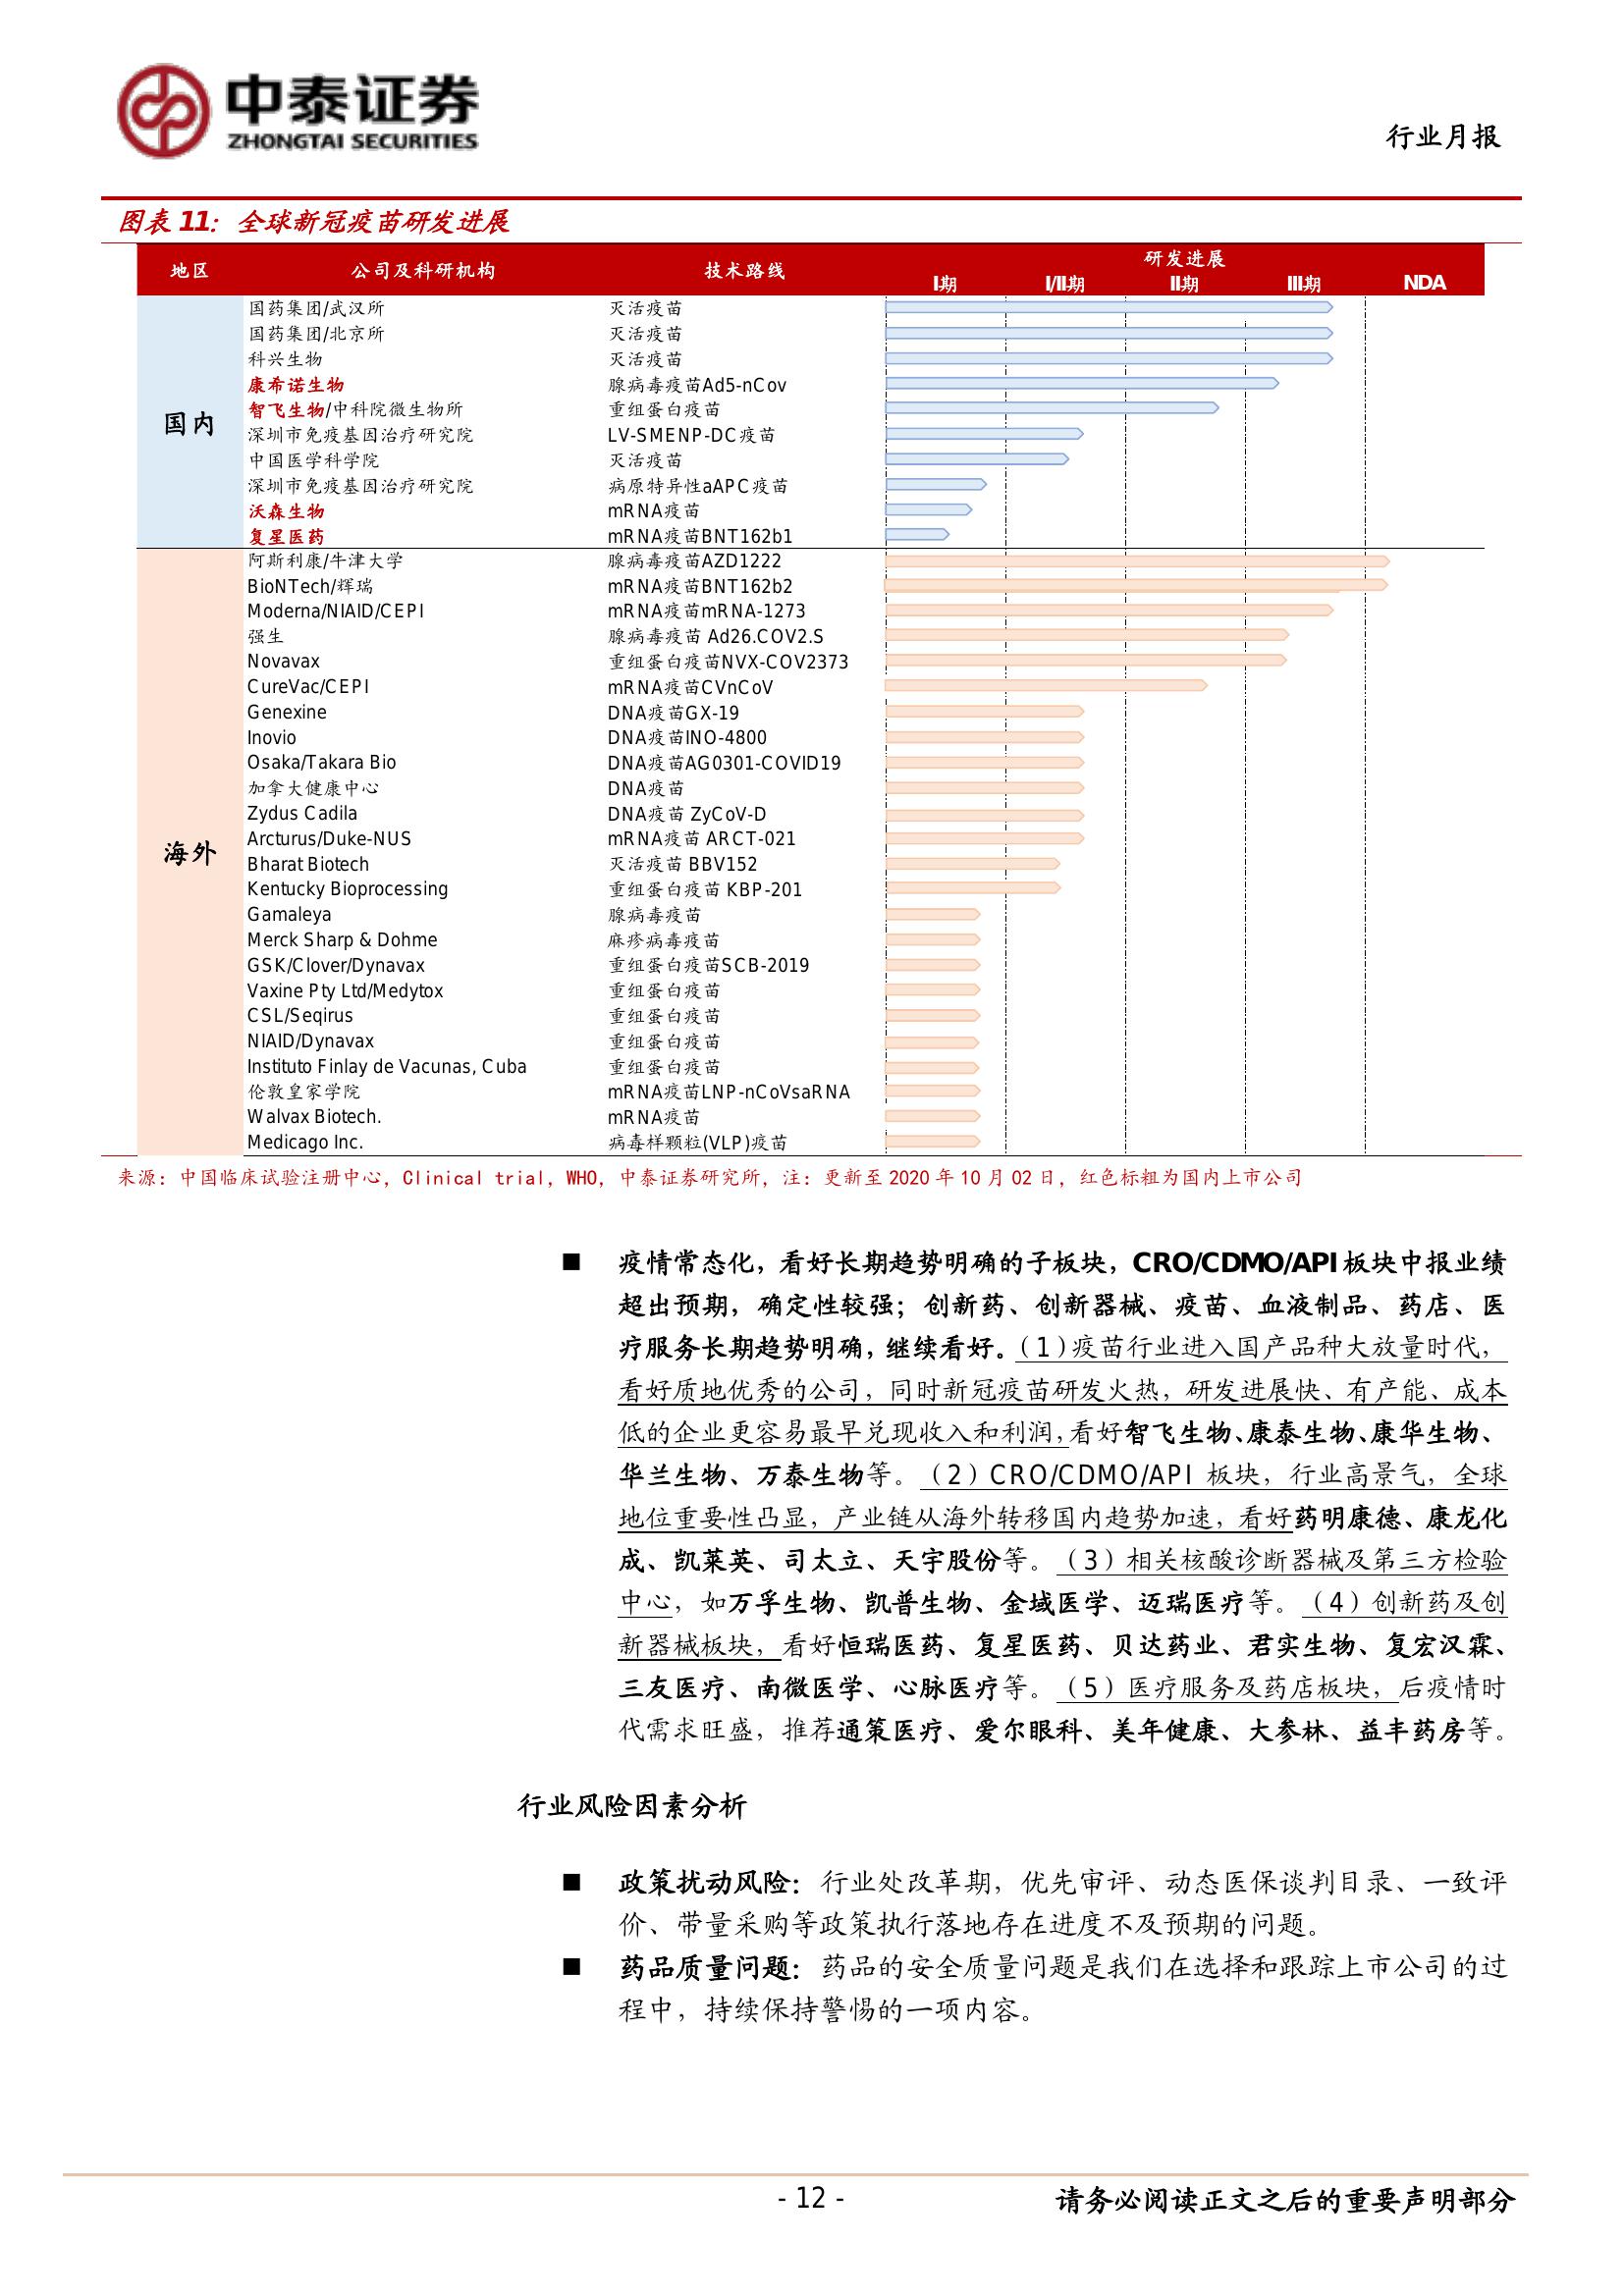 中泰证券
ZHONGTAI SECURITIES
行业月报
图表 11：全球新冠疫苗研发进展
地区 公司及科研机构 技术路线 研发进展
I期 I/II期 II期 III期 NDA
国内
国药集团/武汉所 灭活疫苗
国药集团/北京所 灭活疫苗
科兴生物 灭活疫苗
康希诺生物 腺病毒疫苗Ad5-nCov
智飞生物/中科院微生物所 重组蛋白疫苗
深圳市免疫基因治疗研究院 LV-SMENP-DC疫苗
中国医学科学院 灭活疫苗
深圳市免疫基因治疗研究院 病原特异性aAPC疫苗
沃森生物 mRNA疫苗
复星医药 mRNA疫苗BNT162b1
海外
阿斯利康/牛津大学 腺病毒疫苗AZD1222
BioNTech/辉瑞 mRNA疫苗BNT162b2
Moderna/NIAID/CEPI mRNA疫苗mRNA-1273
强生 腺病毒疫苗 Ad26.COV2.S
Novavax 重组蛋白疫苗NVX-COV2373
CureVac/CEPI mRNA疫苗CVnCoV
Genexine DNA疫苗GX-19
Inovio DNA疫苗INO-4800
Osaka/Takara Bio DNA疫苗AG0301-COVID19
加拿大健康中心 DNA疫苗
Zydus Cadila DNA疫苗 ZyCoV-D
Arcturus/Duke-NUS mRNA疫苗 ARCT-021
Bharat Biotech 灭活疫苗 BBV152
Kentucky Bioprocessing 重组蛋白疫苗 KBP-201
Gamaleya 腺病毒疫苗
Merck Sharp & Dohme 麻疹病毒疫苗
GSK/Clover/Dynavax 重组蛋白疫苗SCB-2019
Vaxine Pty Ltd/Medytox 重组蛋白疫苗
CSL/Seqirus 重组蛋白疫苗
NIAID/Dynavax 重组蛋白疫苗
Instituto Finlay de Vacunas, Cuba 重组蛋白疫苗
伦敦皇家学院 mRNA疫苗LNP-nCoVsaRNA
Walvax Biotech. mRNA疫苗
Medicago Inc. 病毒样颗粒(VLP)疫苗
来源：中国临床试验注册中心，Clinical trial，WHO，中泰证券研究所，注：更新至 2020 年 10 月 02 日，红色标粗为国内上市公司
■ 疫情常态化，看好长期趋势明确的子板块，CRO/CDMO/API 板块中报业绩
超出预期，确定性较强；创新药、创新器械、疫苗、血液制品、药店、医
疗服务长期趋势明确，继续看好。（1）疫苗行业进入国产品种大放量时代，
看好质地优秀的公司，同时新冠疫苗研发火热，研发进展快、有产能、成本
低的企业更容易最早兑现收入和利润，看好智飞生物、康泰生物、康华生物、
华兰生物、万泰生物等。（2）CRO/CDMO/API 板块，行业高景气，全球
地位重要性凸显，产业链从海外转移国内趋势加速，看好药明康德、康龙化
成、凯莱英、司太立、天宇股份等。（3）相关核酸诊断器械及第三方检验
中心，如万孚生物、凯普生物、金域医学、迈瑞医疗等。（4）创新药及创
新器械板块，看好恒瑞医药、复星医药、贝达药业、君实生物、复宏汉霖、
三友医疗、南微医学、心脉医疗等。（5）医疗服务及药店板块，后疫情时
代需求旺盛，推荐通策医疗、爱尔眼科、美年健康、大参林、益丰药房等。
行业风险因素分析
■ 政策扰动风险：行业处改革期，优先审评、动态医保谈判目录、一致评
价、带量采购等政策执行落地存在进度不及预期的问题。
■ 药品质量问题：药品的安全质量问题是我们在选择和跟踪上市公司的过
程中，持续保持警惕的一项内容。
- 12 -
请务必阅读正文之后的重要声明部分